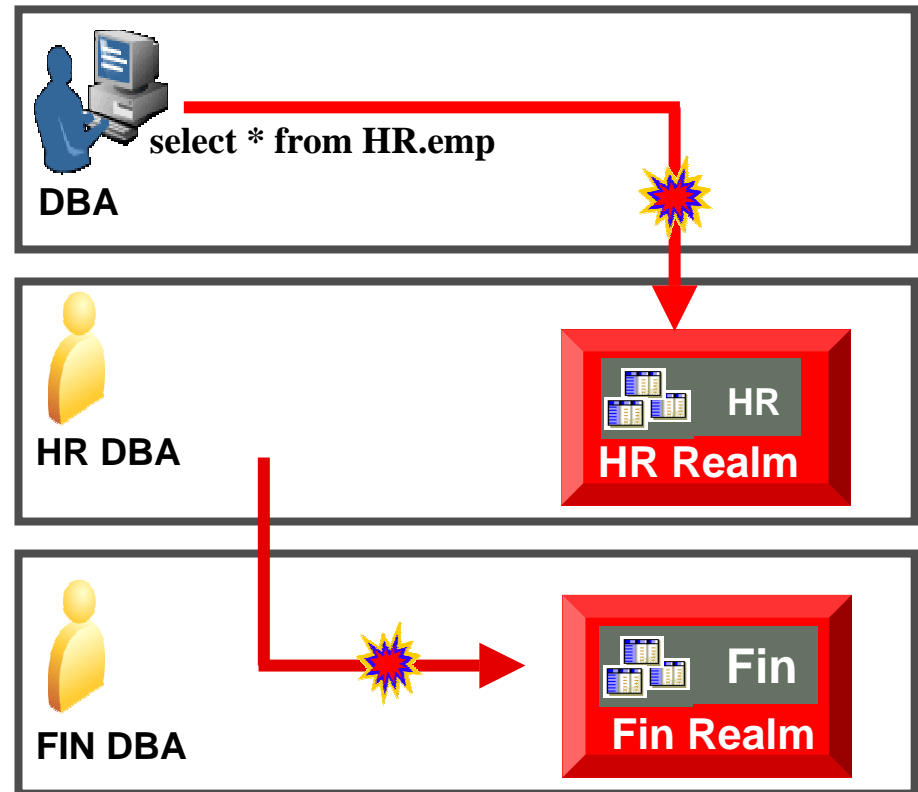 select * from HR.emp
DBA
HR
HR DBA
HR Realm
Fin
FIN DBA
Fin Realm